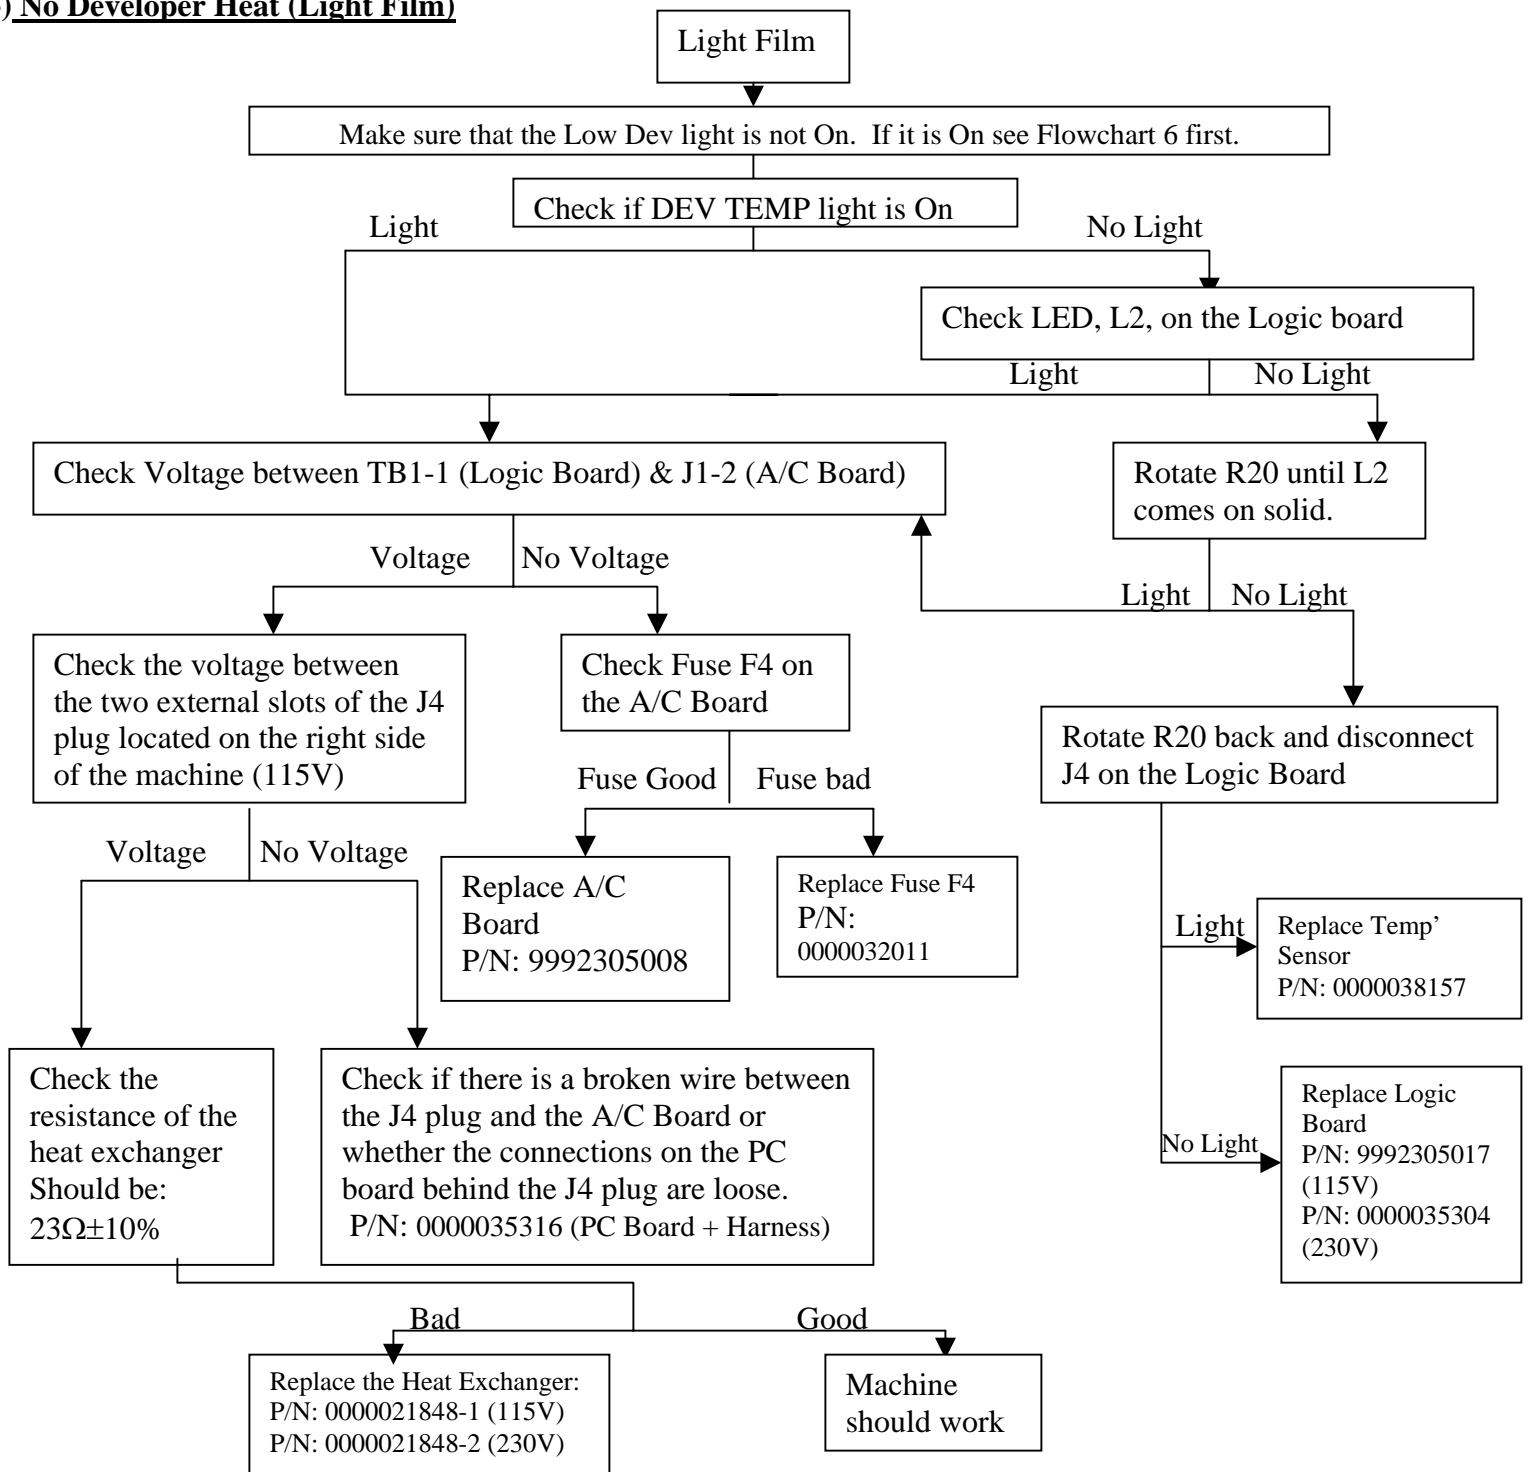 ) No Developer Heat (Light Film)
Light Film
Make sure that the Low Dev light is not On. If it is On see Flowchart 6 first.
Check if DEV TEMP light is On
Light
No Light
Check LED, L2, on the Logic board
Light
No Light
Check Voltage between TB1-1 (Logic Board) & J1-2 (A/C Board)
Rotate R20 until L2
comes on solid.
Voltage
No Voltage
Light
No Light
Check the voltage between
the two external slots of the J4
plug located on the right side
of the machine (115V)
Check Fuse F4 on
the A/C Board
Rotate R20 back and disconnect
J4 on the Logic Board
Fuse Good
Fuse bad
Voltage
No Voltage
Replace A/C
Board
P/N: 9992305008
Replace Fuse F4
P/N:
0000032011
Light
Replace Temp’
Sensor
P/N: 0000038157
Check the
resistance of the
heat exchanger
Should be:
23Ω±10%
Check if there is a broken wire between
the J4 plug and the A/C Board or
whether the connections on the PC
board behind the J4 plug are loose.
P/N: 0000035316 (PC Board + Harness)
No Light
Replace Logic
Board
P/N: 9992305017
(115V)
P/N: 0000035304
(230V)
Bad
Good
Replace the Heat Exchanger:
P/N: 0000021848-1 (115V)
P/N: 0000021848-2 (230V)
Machine
should work